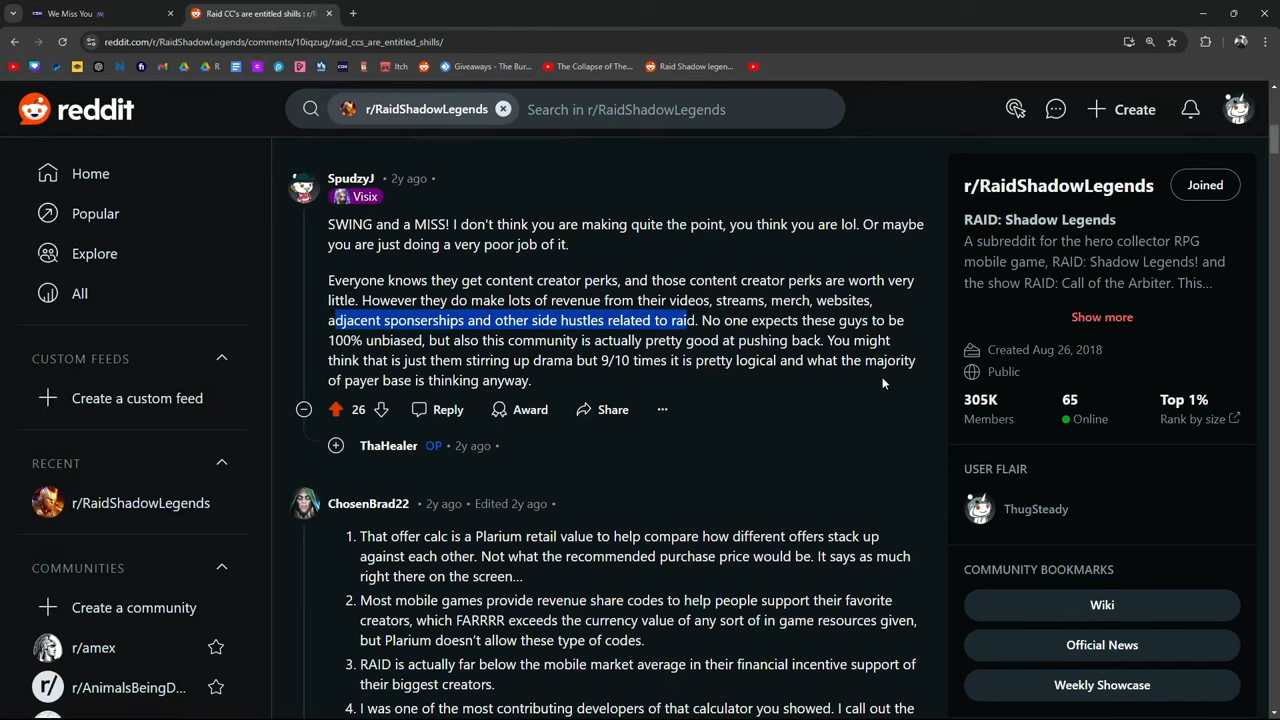 We Miss You
Raid CC's are entitled shills : r/R
reddit.com/r/RaidShadowLegends/comments/10iqzug/raid_ccs_are_entitled_shills/
R
Itch
Giveaways - The Bur...
The Collapse of The...
Raid Shadow legen...
reddit
r/RaidShadowLegends
Search in r/RaidShadowLegends
Create
Home
Popular
Explore
All
CUSTOM FEEDS
Create a custom feed
RECENT
r/RaidShadowLegends
COMMUNITIES
Create a community
r/amex
r/AnimalsBeingD...
SpudzyJ • 2y ago •
Visix
SWING and a MISS! I don't think you are making quite the point, you think you are lol. Or maybe
you are just doing a very poor job of it.
Everyone knows they get content creator perks, and those content creator perks are worth very
little. However they do make lots of revenue from their videos, streams, merch, websites,
adjacent sponserships and other side hustles related to raid. No one expects these guys to be
100% unbiased, but also this community is actually pretty good at pushing back. You might
think that is just them stirring up drama but 9/10 times it is pretty logical and what the majority
of payer base is thinking anyway.
26 Reply Award Share ...
ThaHealer OP • 2y ago •
ChosenBrad22 • 2y ago • Edited 2y ago •
1. That offer calc is a Plarium retail value to help compare how different offers stack up
against each other. Not what the recommended purchase price would be. It says as much
right there on the screen...
2. Most mobile games provide revenue share codes to help people support their favorite
creators, which FARRRR exceeds the currency value of any sort of in game resources given,
but Plarium doesn't allow these type of codes.
3. RAID is actually far below the mobile market average in their financial incentive support of
their biggest creators.
4. I was one of the most contributing developers of that calculator you showed. I call out the
r/RaidShadowLegends
Joined
RAID: Shadow Legends
A subreddit for the hero collector RPG
mobile game, RAID: Shadow Legends! and
the show RAID: Call of the Arbiter. This...
Show more
Created Aug 26, 2018
Public
305K 65 Top 1%
Members Online Rank by size
USER FLAIR
ThugSteady
COMMUNITY BOOKMARKS
Wiki
Official News
Weekly Showcase